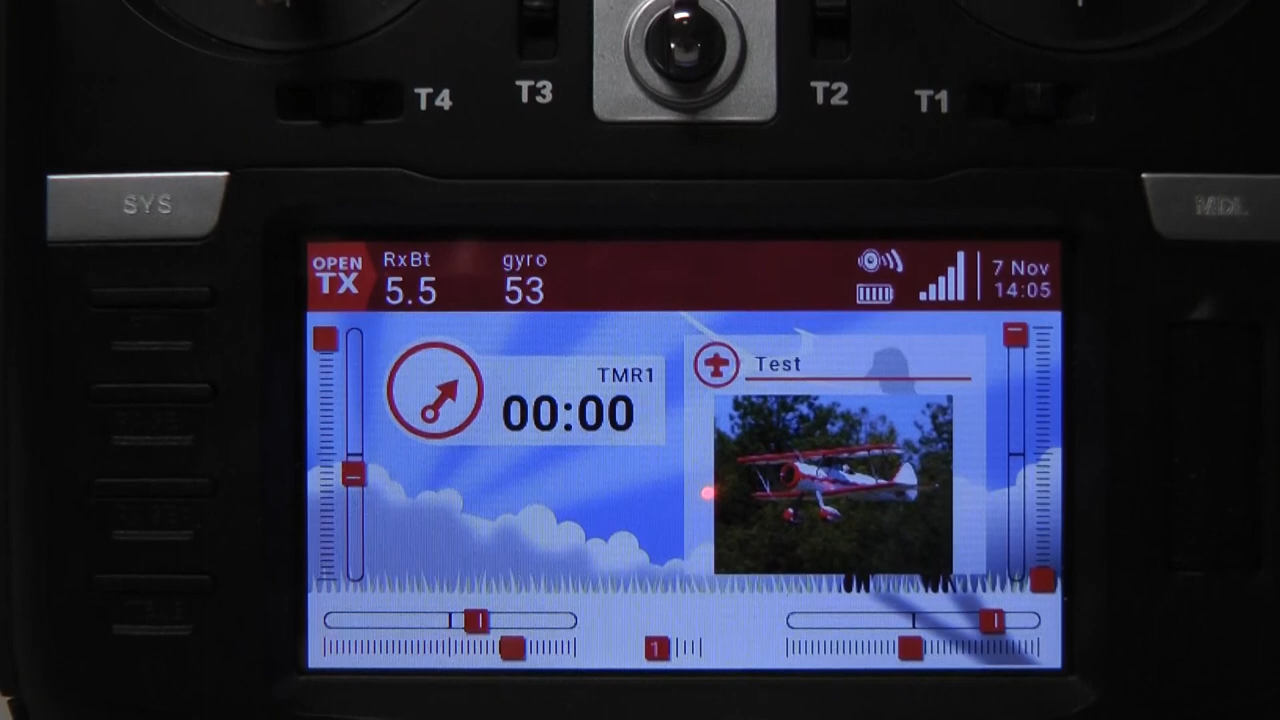 T4
T3
T2
T1
SYS
MDL
OPEN
TX
RxBt
5.5
gyro
53
7 Nov
14:05
TMR1
00:00
Test
1